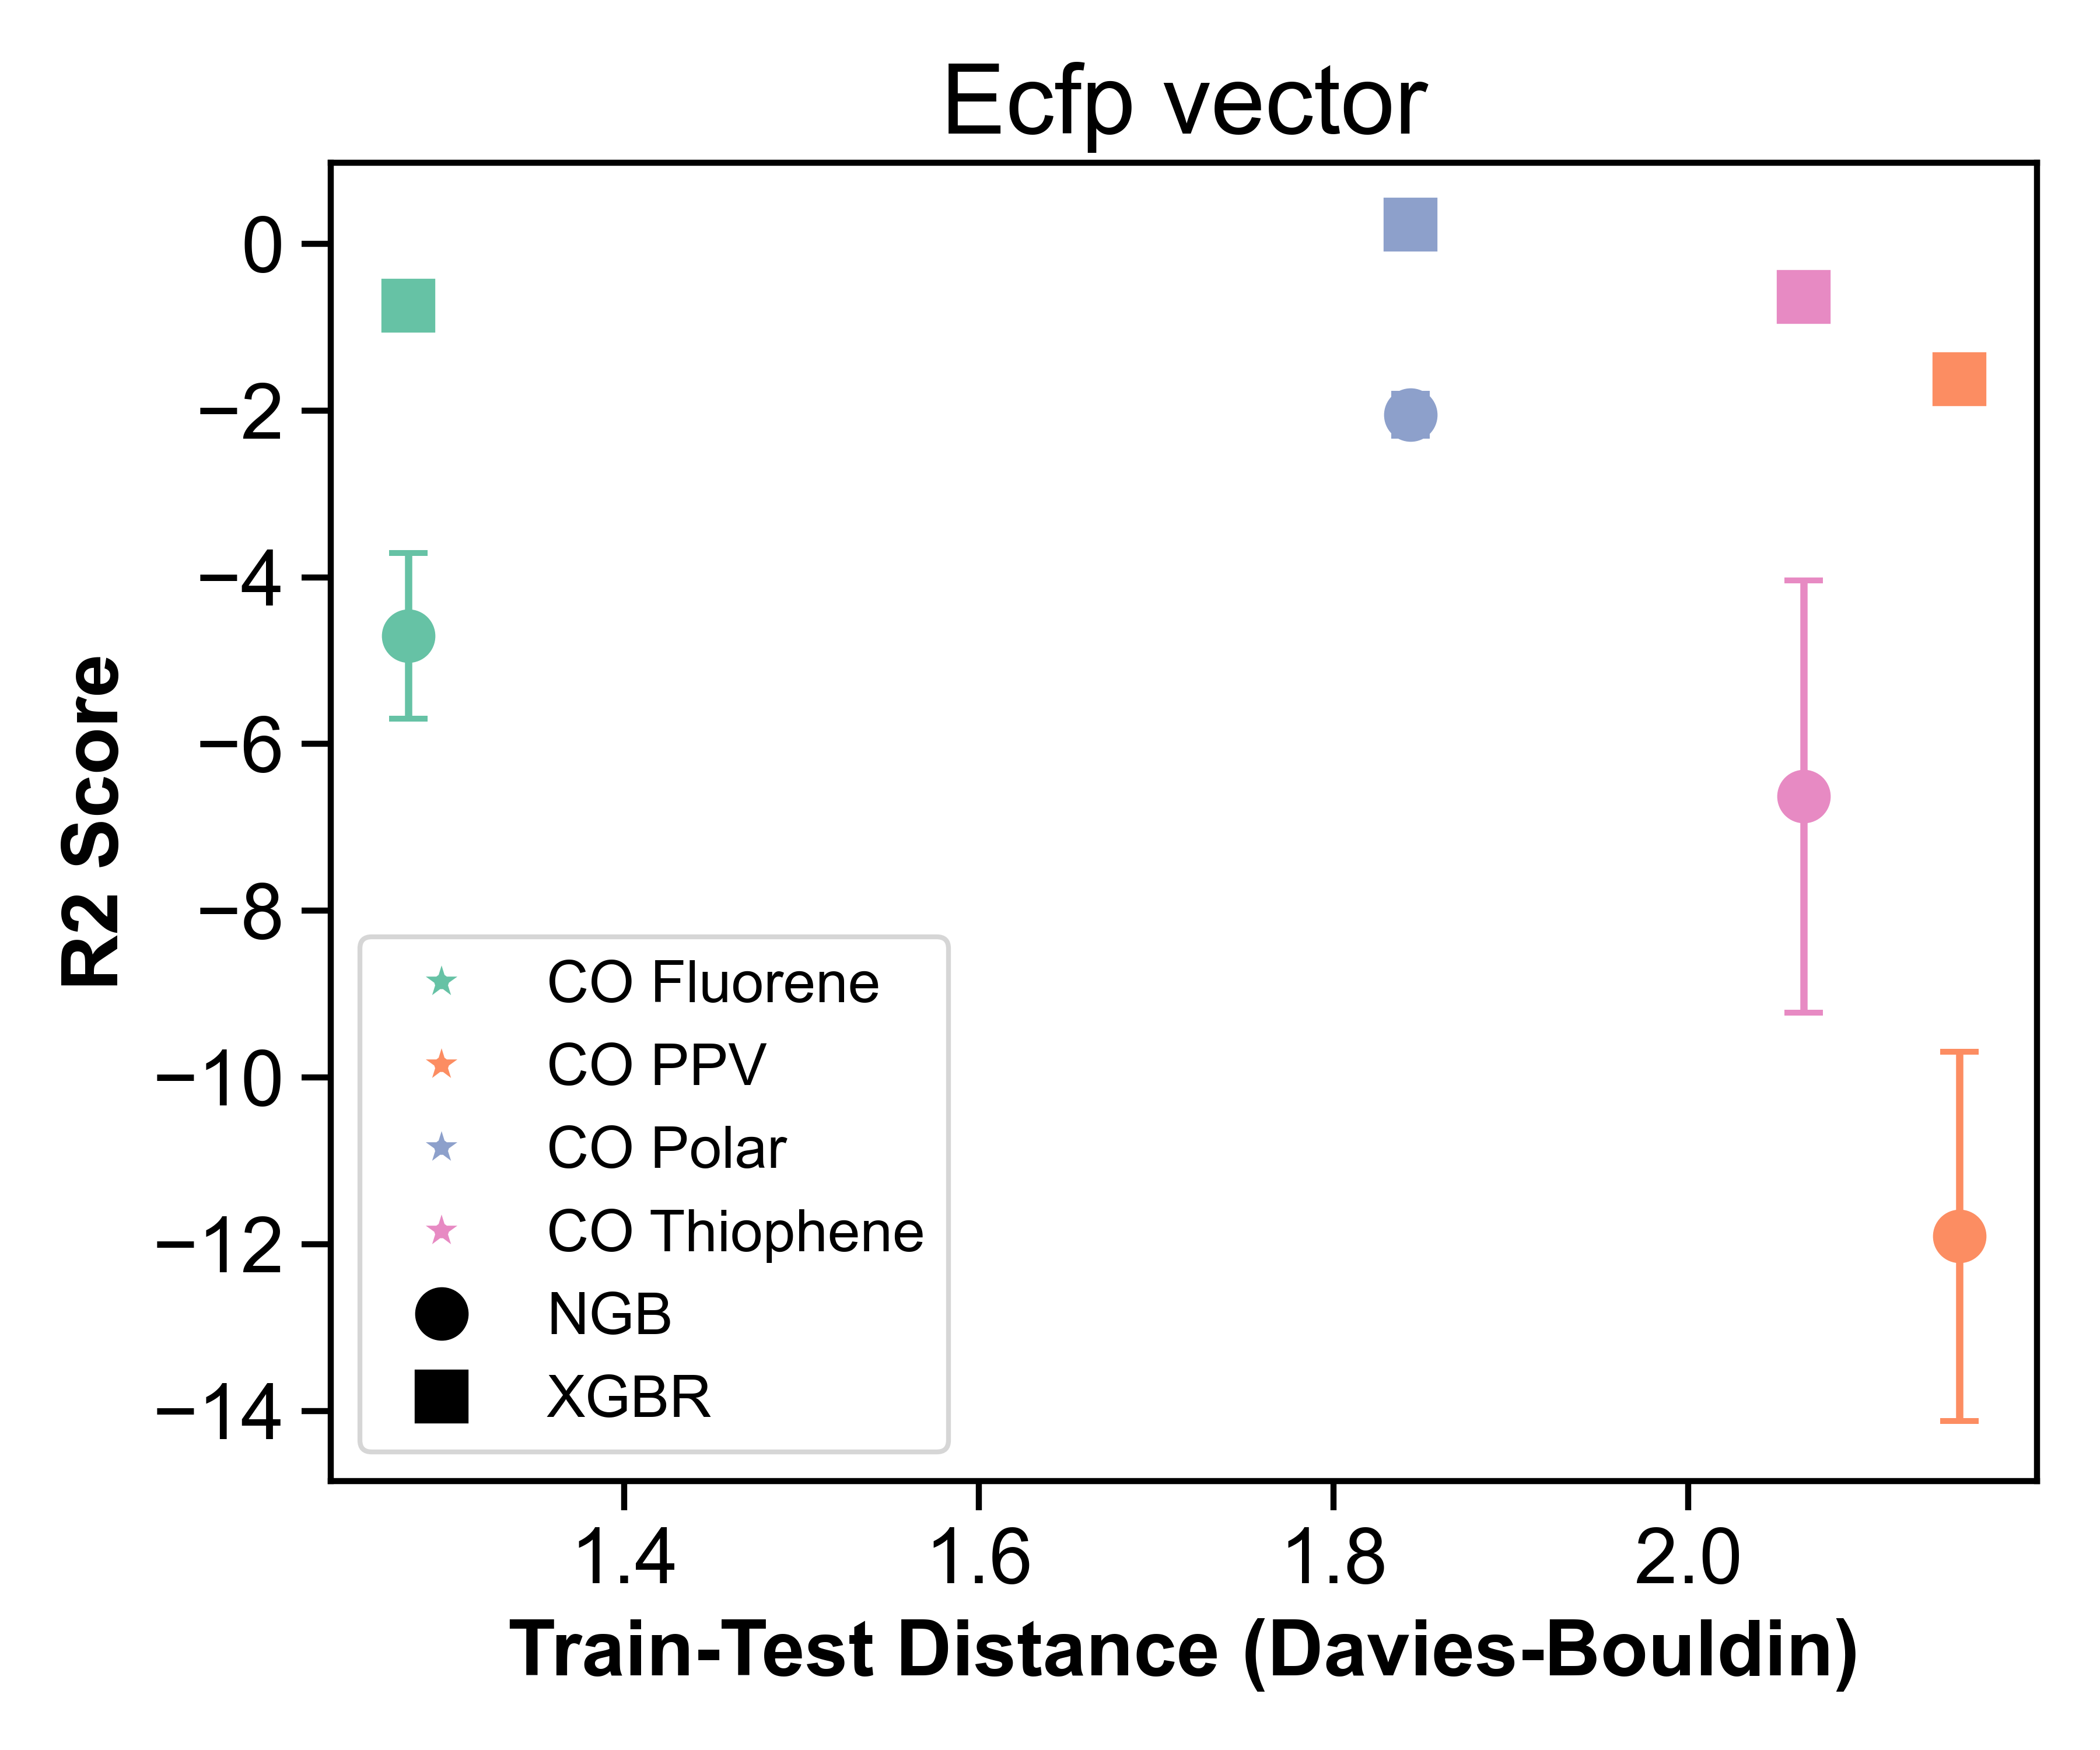 Ecfp vector
R2 Score
0
−2
−4
−6
−8
−10
−12
−14
CO Fluorene
CO PPV
CO Polar
CO Thiophene
NGB
XGBR
1.4
1.6
1.8
2.0
Train-Test Distance (Davies-Bouldin)